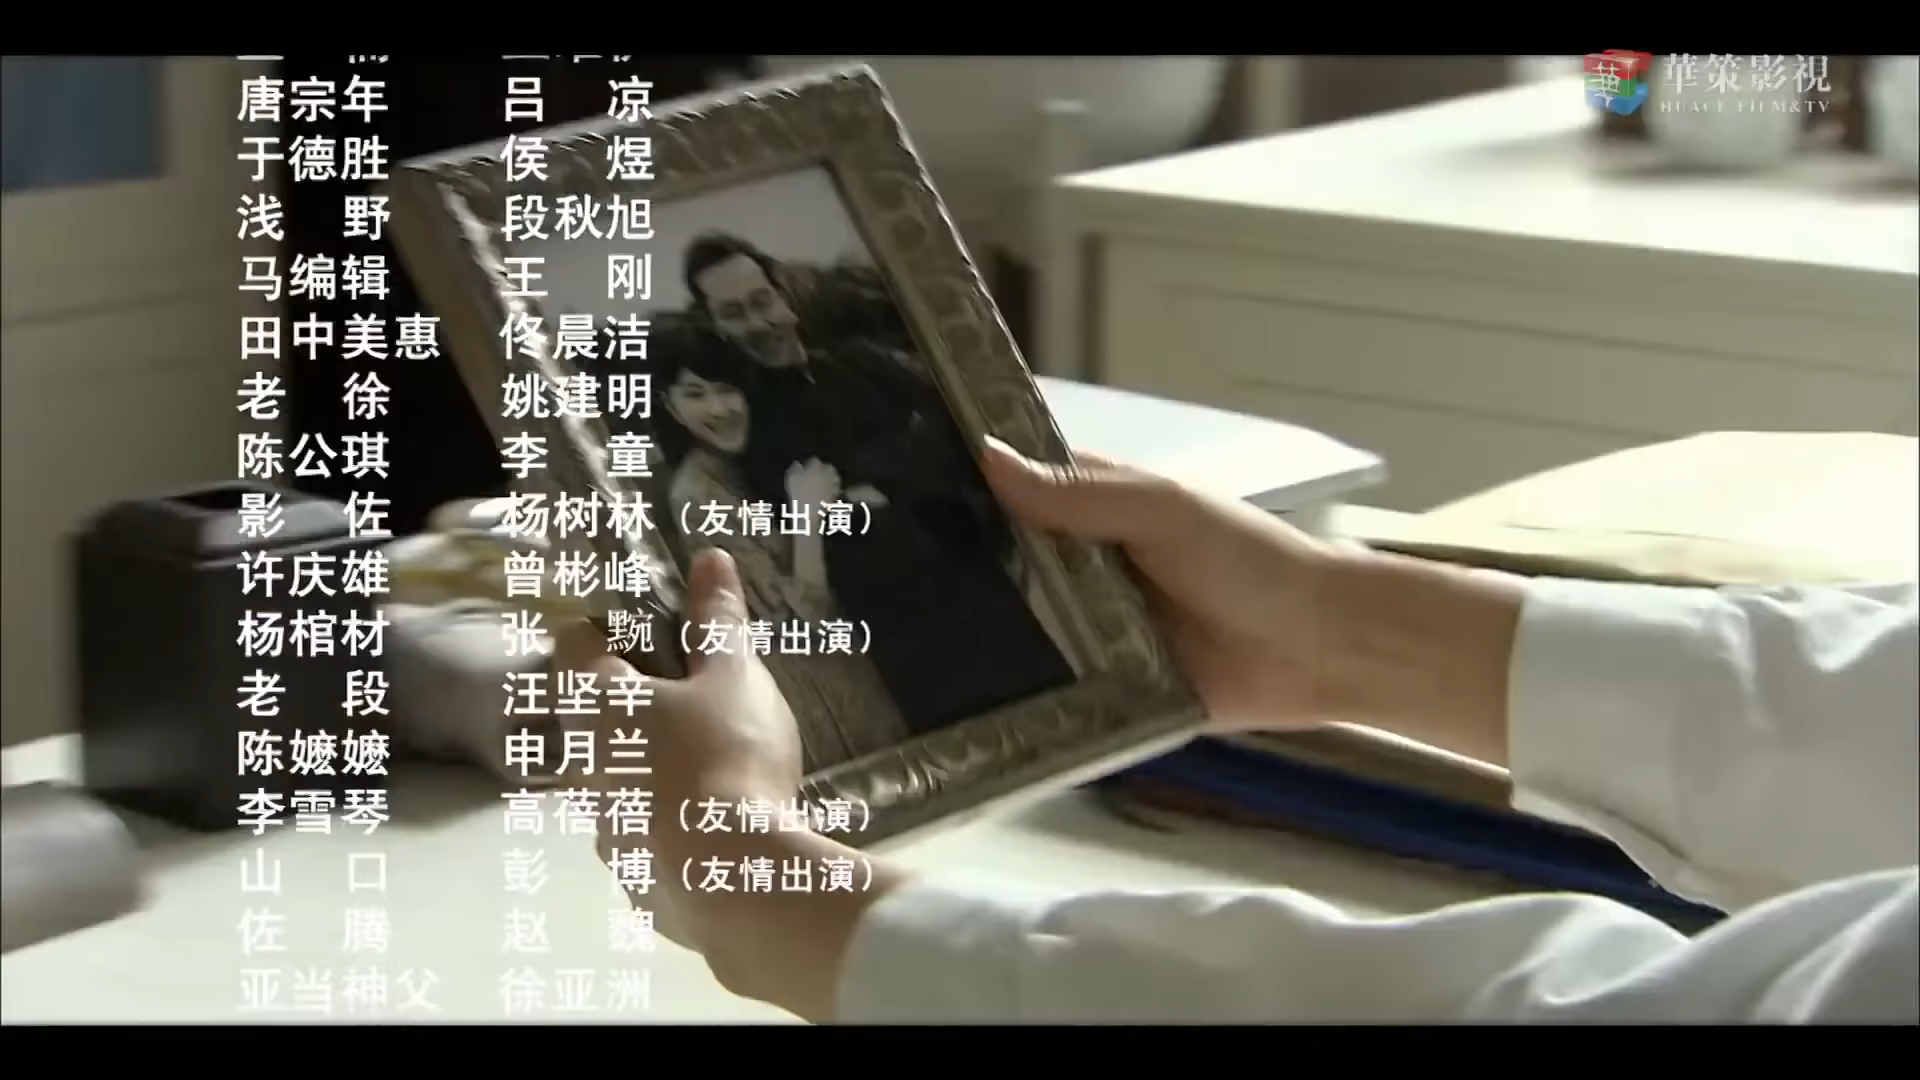 華策影視
HUACE FILM&TV
唐宗年 吕凉
于德胜 侯煜
浅野 段秋旭
马编辑 王刚
田中美惠 佟晨洁
老徐 姚建明
陈公琪 李童
影佐 杨树林（友情出演）
许庆雄 曾彬峰
杨棺材 张黦（友情出演）
老段 汪坚辛
陈嬷嬷 申月兰
李雪琴 高蓓蓓（友情出演）
山口 彭博（友情出演）
佐腾 赵魏
亚当神父 徐亚洲